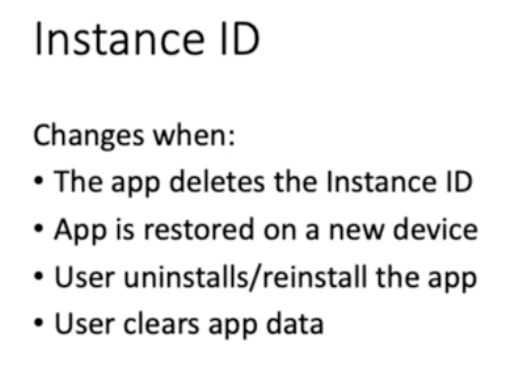 Instance ID
Changes when:
• The app deletes the Instance ID
• App is restored on a new device
• User uninstalls/reinstall the app
• User clears app data